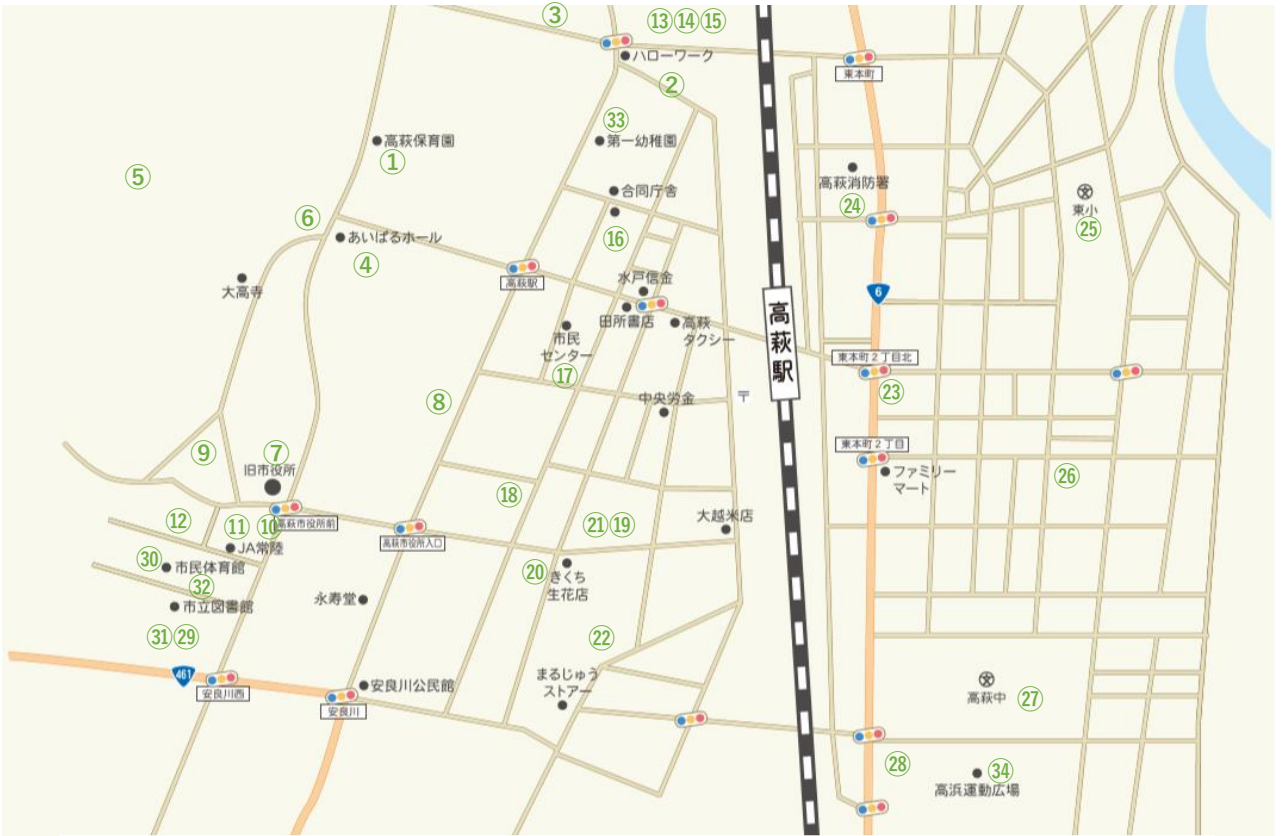 ③
⑬⑭⑮
ハローワーク
東本町
②
㉝
高萩保育園
①
第一幼稚園
⑤
合同庁舎
高萩消防署
㉔
東小
㉕
⑥
あいぱるホール
④
⑯
大高寺
高萩駅
水戸信金
田所書店
高萩
タクシー
市民
センター
⑰
高萩駅
6
東本町2丁目北
㉓
中央労金
〒
⑧
東本町2丁目
ファミリー
マート
㉖
⑨
⑦
旧市役所
⑱
⑫
⑪
⑩
高萩市役所前
JA常陸
高萩市役所入口
㉑⑲
大越米店
㉚
市民体育館
㉜
市立図書館
⑳
きくち
生花店
永寿堂
㉛㉙
㉒
461
安良川西
安良川公民館
安良川
まるじゅう
ストアー
高萩中
㉗
㉘
㉞
高浜運動広場